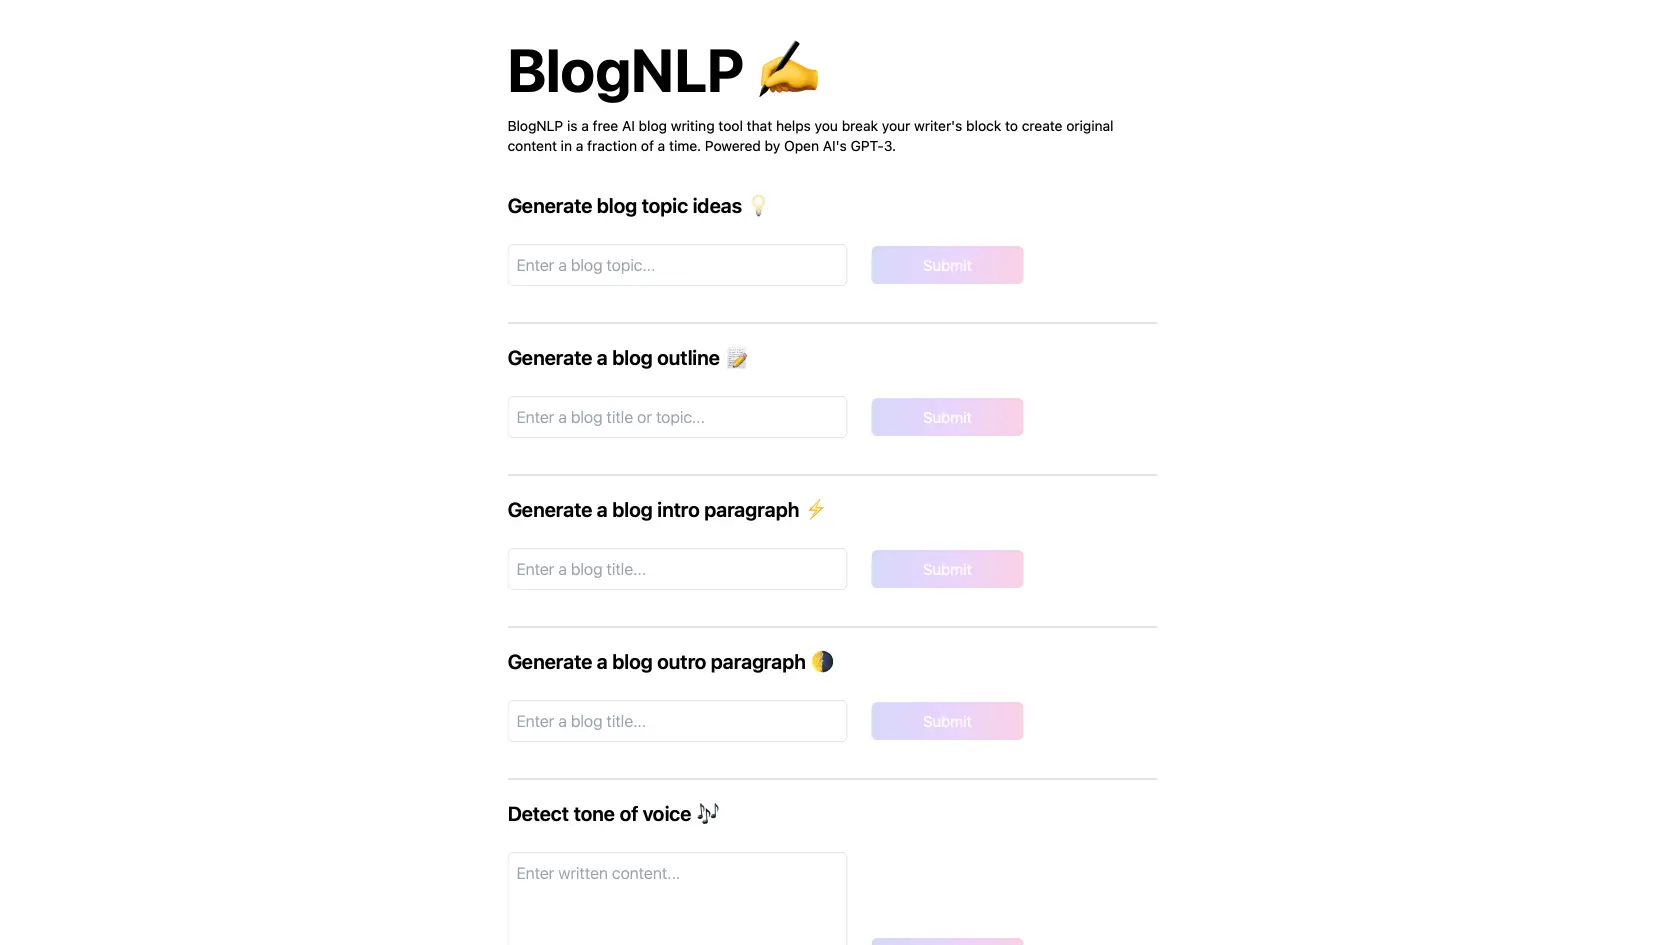 BlogNLP ✍️
BlogNLP is a free AI blog writing tool that helps you break your writer's block to create original
content in a fraction of a time. Powered by Open AI's GPT-3.
Generate blog topic ideas 💡
Enter a blog topic...
Submit
Generate a blog outline 📝
Enter a blog title or topic...
Submit
Generate a blog intro paragraph ⚡
Enter a blog title...
Submit
Generate a blog outro paragraph 🌗
Enter a blog title...
Submit
Detect tone of voice 🎶
Enter written content...